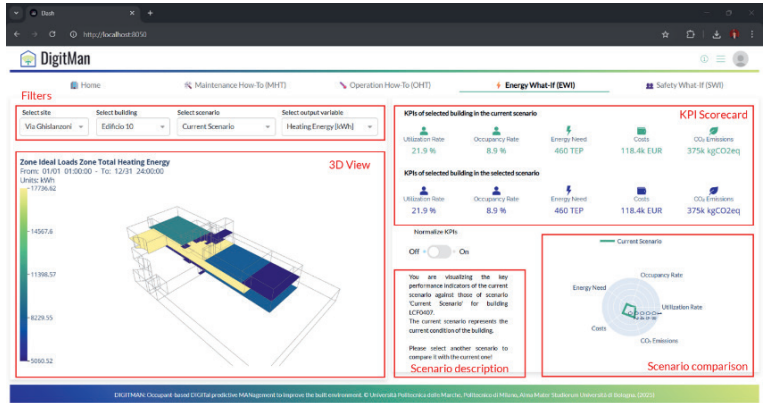 Dash
http://localhost:8050
DigitMan
Home
Maintenance How-To (MHT)
Operation How-To (OHT)
Energy What-If (EWI)
Safety What-If (SWI)
Filters
Select site
Select building
Select scenario
Select output variable
Via Ghislanzoni
Edificio 10
Current Scenario
Heating Energy [kWh]
KPIs of selected building in the current scenario
KPI Scorecard
Utilization Rate
Occupancy Rate
Energy Need
Costs
CO₂ Emissions
21.9 %
8.9 %
460 TEP
118.4k EUR
375k kgCO2eq
KPIs of selected building in the selected scenario
Utilization Rate
Occupancy Rate
Energy Need
Costs
CO₂ Emissions
21.9 %
8.9 %
460 TEP
118.4k EUR
375k kgCO2eq
3D View
Zone Ideal Loads Zone Total Heating Energy
From: 01/01 01:00:00 - To: 12/31 24:00:00
Units: kWh
17736.62
14567.6
11398.57
8229.55
5060.52
Normalize KPIs
Off
On
You are visualizing the key
performance indicators of the current
scenario against those of scenario
'Current Scenario' for building
LCF0407.
The current scenario represents the
current condition of the building.
Please select another scenario to
compare it with the current one!
Scenario description
Current Scenario
Occupancy Rate
Energy Need
Utilization Rate
Costs
CO₂ Emissions
Scenario comparison
DIGITMAN: Occupant-based DIGITal predictive MANagement to improve the built environment. © Università Politecnica delle Marche, Politecnico di Milano, Alma Mater Studiorum Università di Bologna. (2025)